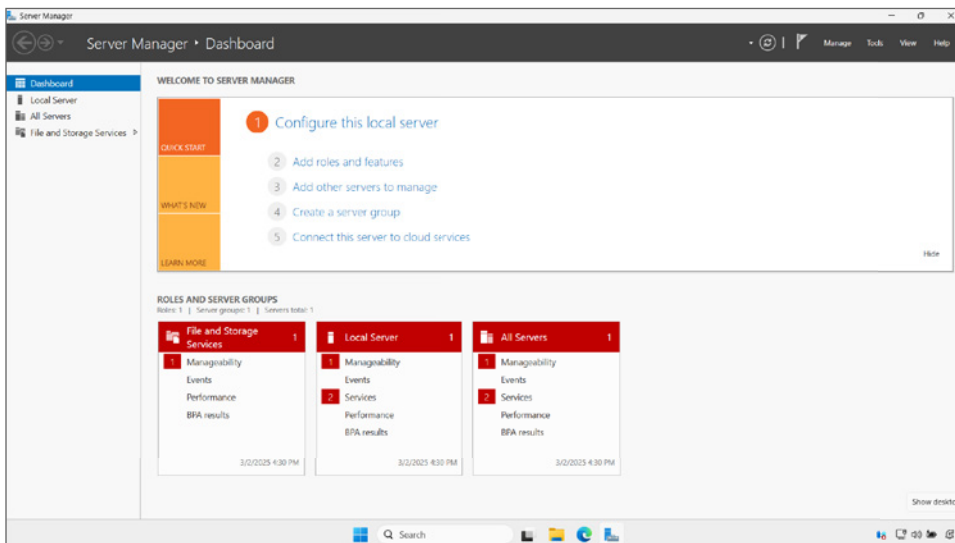 Server Manager
Server Manager • Dashboard
Manage Tools View Help
Dashboard
Local Server
All Servers
File and Storage Services
WELCOME TO SERVER MANAGER
QUICK START
WHAT'S NEW
LEARN MORE
1 Configure this local server
2 Add roles and features
3 Add other servers to manage
4 Create a server group
5 Connect this server to cloud services
Hide
ROLES AND SERVER GROUPS
Roles: 1 | Server groups: 1 | Servers total: 1
File and Storage Services 1
1 Manageability
Events
Performance
BPA results
3/2/2025 4:30 PM
Local Server 1
1 Manageability
Events
2 Services
Performance
BPA results
3/2/2025 4:30 PM
All Servers 1
1 Manageability
Events
2 Services
Performance
BPA results
3/2/2025 4:30 PM
Show deskto
Search